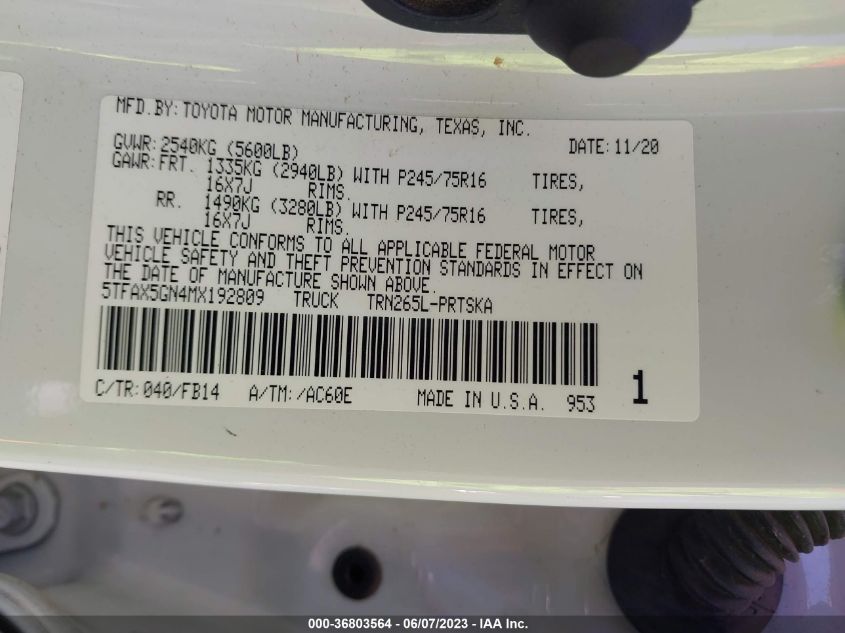 MFD.BY:TOYOTA MOTOR MANUFACTURING, TEXAS, INC.
GVWR:2540KG (5600LB) DATE:11/20
GAWR:FRT. 1335KG (2940LB) WITH P245/75R16 TIRES,
16X7J RIMS.
RR. 1490KG (3280LB) WITH P245/75R16 TIRES,
16X7J RIMS.
THIS VEHICLE CONFORMS TO ALL APPLICABLE FEDERAL MOTOR
VEHICLE SAFETY AND THEFT PREVENTION STANDARDS IN EFFECT ON
THE DATE OF MANUFACTURE SHOWN ABOVE.
5TFAX5GN4MX192809 TRUCK TRN265L-PRTSKA
C/TR:040/FB14 A/TM:/AC60E MADE IN U.S.A. 953 1
000-36803564 - 06/07/2023 - IAA Inc.